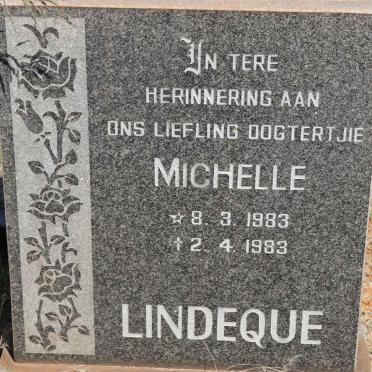 IN TERE
HERINNERING AAN
ONS LIEFLING DOGTERTJIE
MICHELLE
☆ 8. 3. 1983
† 2. 4. 1983
LINDEQUE